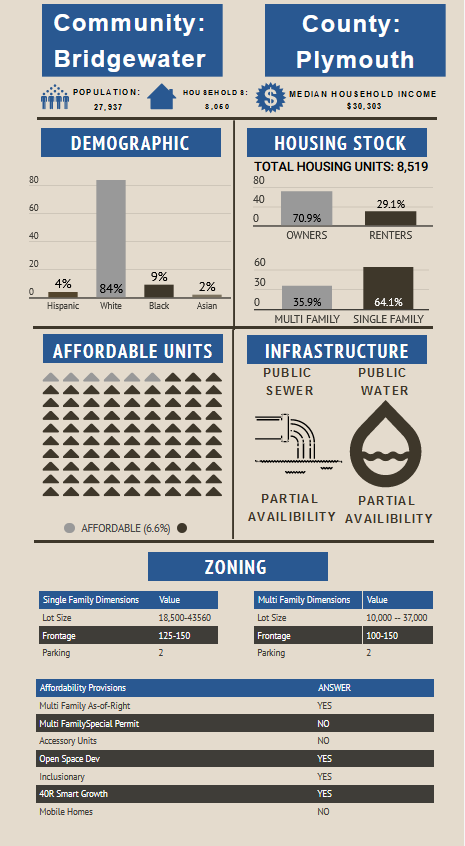 Community:
Bridgewater
County:
Plymouth
POPULATION:
27,937
HOUSEHOLDS:
8,060
MEDIAN HOUSEHOLD INCOME
$30,303
DEMOGRAPHIC
80
60
40
20
0
4%
84%
9%
2%
Hispanic White Black Asian
HOUSING STOCK
TOTAL HOUSING UNITS: 8,519
80
40
0
70.9%
29.1%
OWNERS RENTERS
60
30
0
35.9%
64.1%
MULTI FAMILY SINGLE FAMILY
AFFORDABLE UNITS
AFFORDABLE (6.6%)
INFRASTRUCTURE
PUBLIC
SEWER
PARTIAL
AVAILIBILITY
PUBLIC
WATER
PARTIAL
AVAILIBILITY
ZONING
Single Family Dimensions Value
Lot Size 18,500-43560
Frontage 125-150
Parking 2
Multi Family Dimensions Value
Lot Size 10,000 -- 37,000
Frontage 100-150
Parking 2
Affordability Provisions ANSWER
Multi Family As-of-Right YES
Multi FamilySpecial Permit NO
Accessory Units NO
Open Space Dev YES
Inclusionary YES
40R Smart Growth YES
Mobile Homes NO